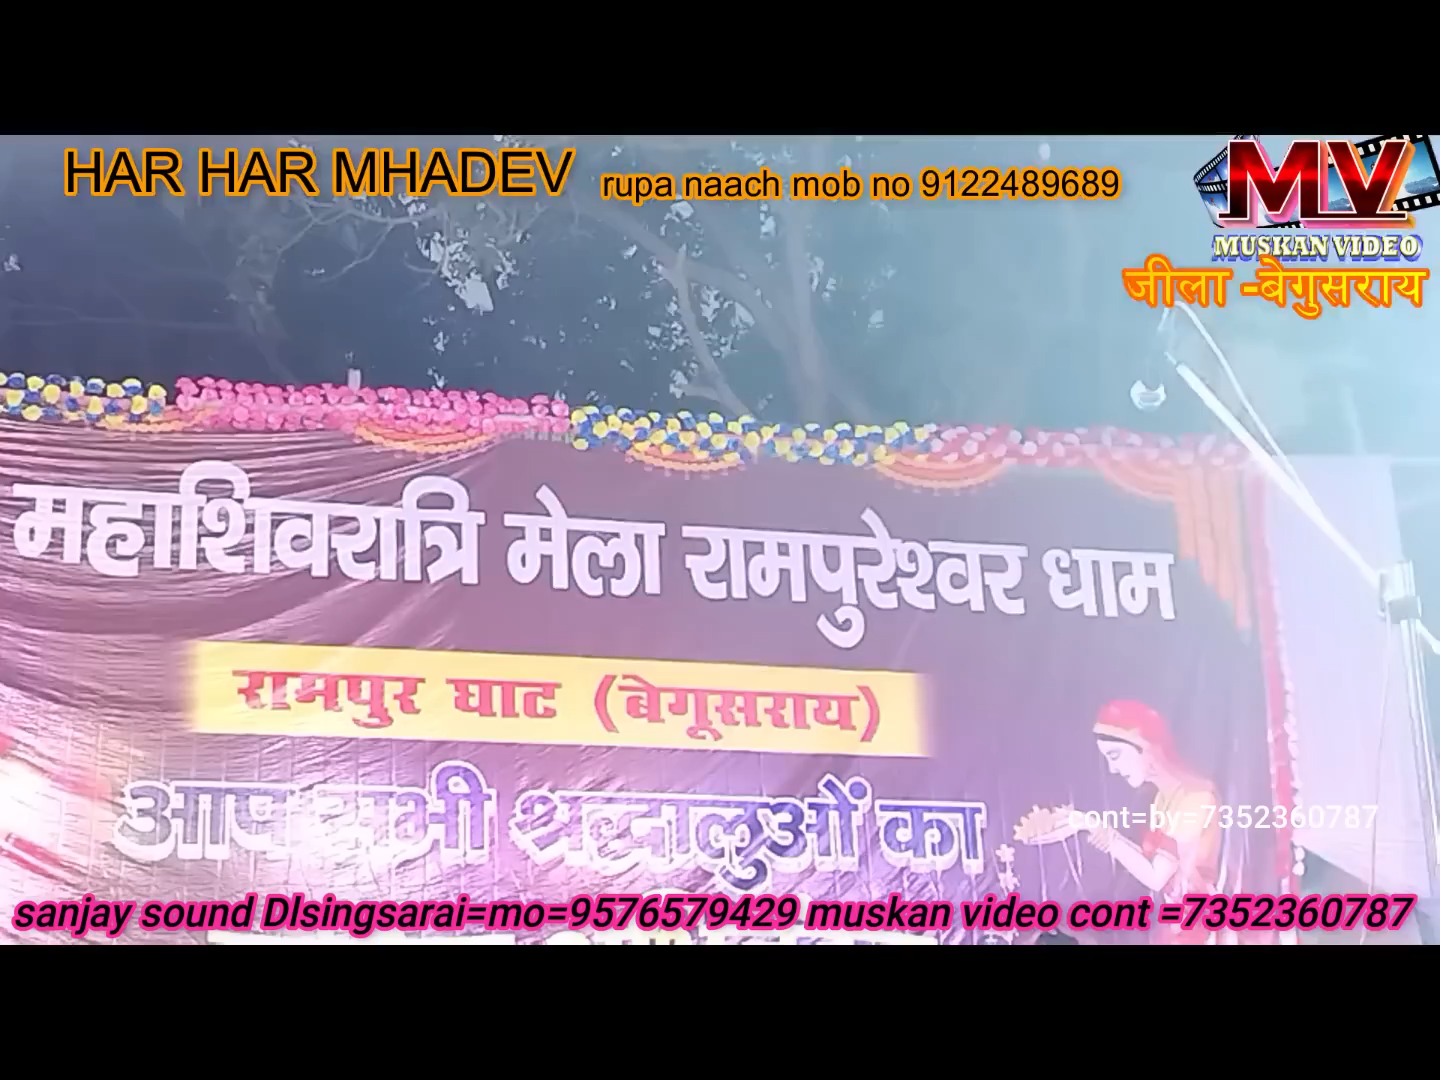 HAR HAR MHADEV
rupa naach mob no 9122489689
MV
MUSKAN VIDEO
जीला -बेगुसराय
महाशिवरात्रि मेला रामपुरेश्वर धाम
रामपुर घाट (बेगूसराय)
आप सभी श्रद्धालुओं का
cont=by=7352360787
sanjay sound Dlsingsarai=mo=9576579429 muskan video cont =7352360787